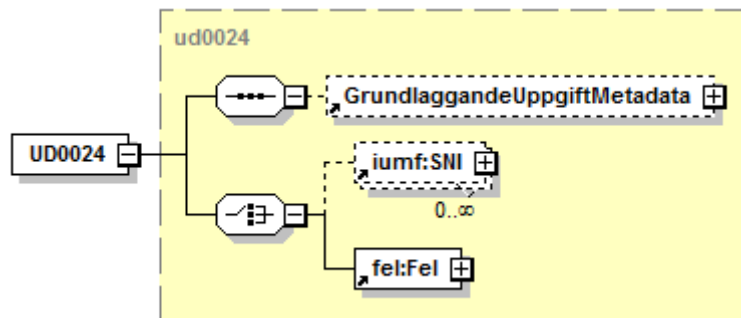 ud0024
GrundlaggandeUppgiftMetadata
UD0024
iumf:SNI
0..∞
fel:Fel